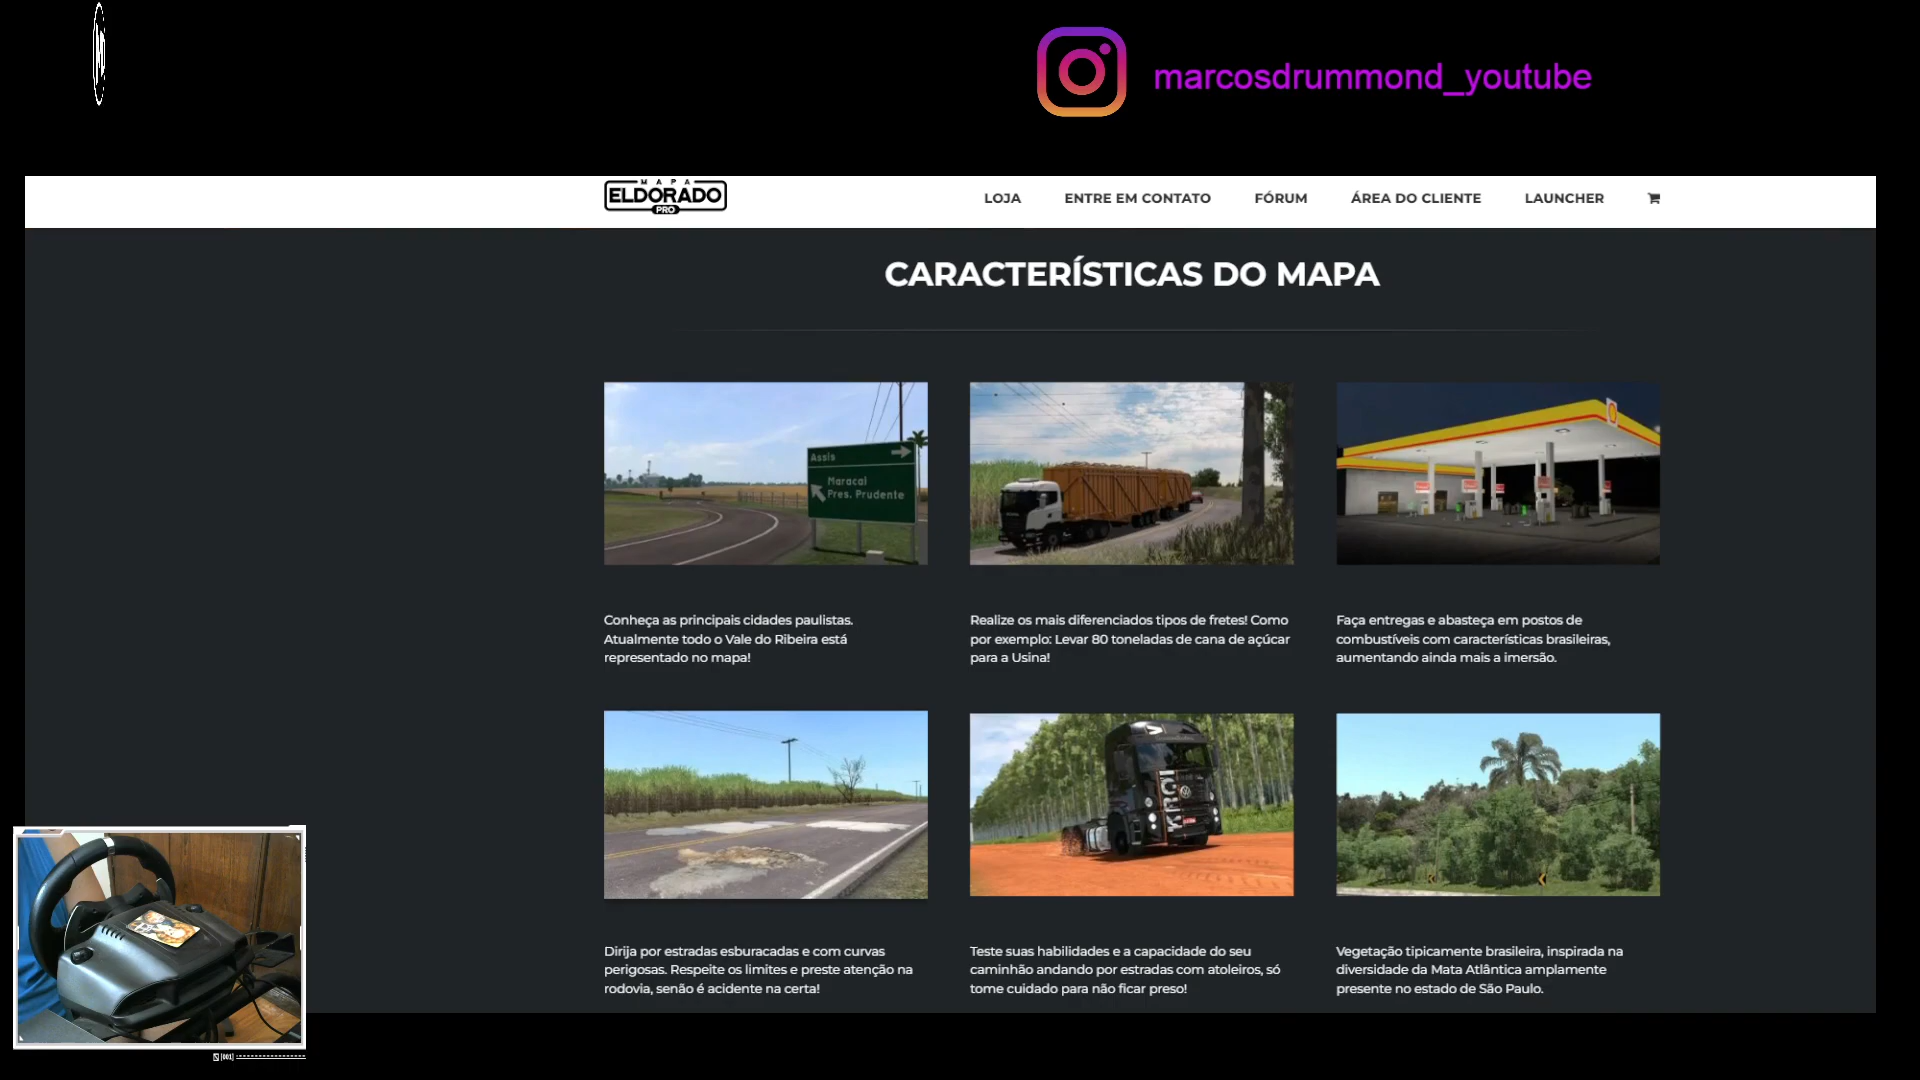 marcosdrummond_youtube
MAPA
ELDORADO
PRO
LOJA
ENTRE EM CONTATO
FÓRUM
ÁREA DO CLIENTE
LAUNCHER
CARACTERÍSTICAS DO MAPA
Assis
Maracaí
Pres. Prudente
Conheça as principais cidades paulistas.
Atualmente todo o Vale do Ribeira está
representado no mapa!
Realize os mais diferenciados tipos de fretes! Como
por exemplo: Levar 80 toneladas de cana de açúcar
para a Usina!
Faça entregas e abasteça em postos de
combustíveis com características brasileiras,
aumentando ainda mais a imersão.
Dirija por estradas esburacadas e com curvas
perigosas. Respeite os limites e preste atenção na
rodovia, senão é acidente na certa!
Teste suas habilidades e a capacidade do seu
caminhão andando por estradas com atoleiros, só
tome cuidado para não ficar preso!
Vegetação tipicamente brasileira, inspirada na
diversidade da Mata Atlântica amplamente
presente no estado de São Paulo.
[001]